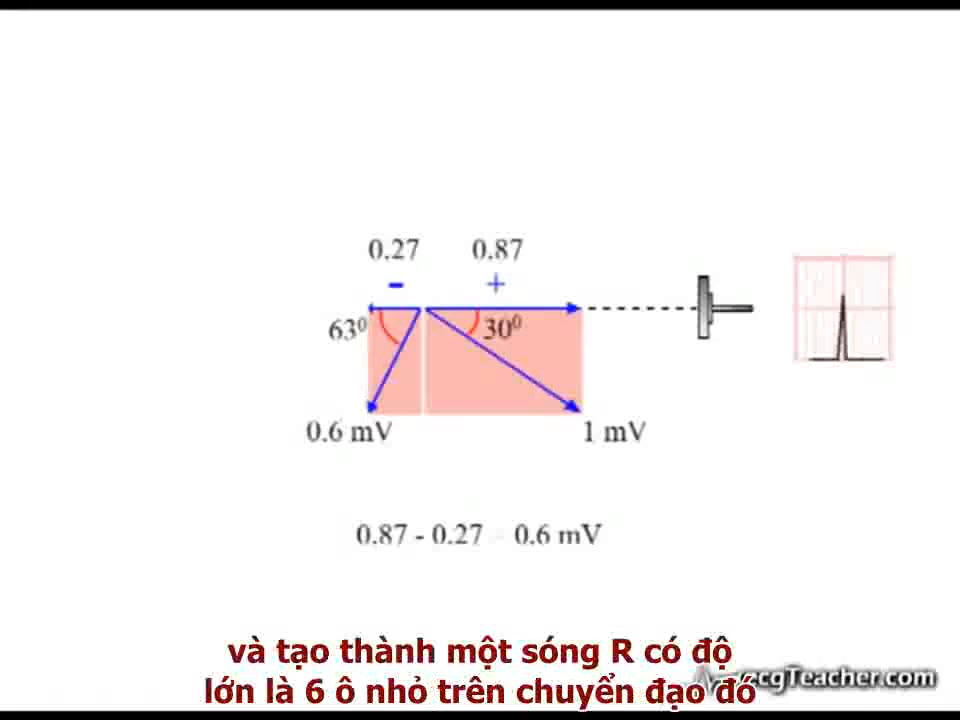 0.27 0.87
- +
63⁰ 30⁰
0.6 mV 1 mV
0.87 - 0.27 = 0.6 mV
và tạo thành một sóng R có độ
lớn là 6 ô nhỏ trên chuyển đạo đó
ecgTeacher.com